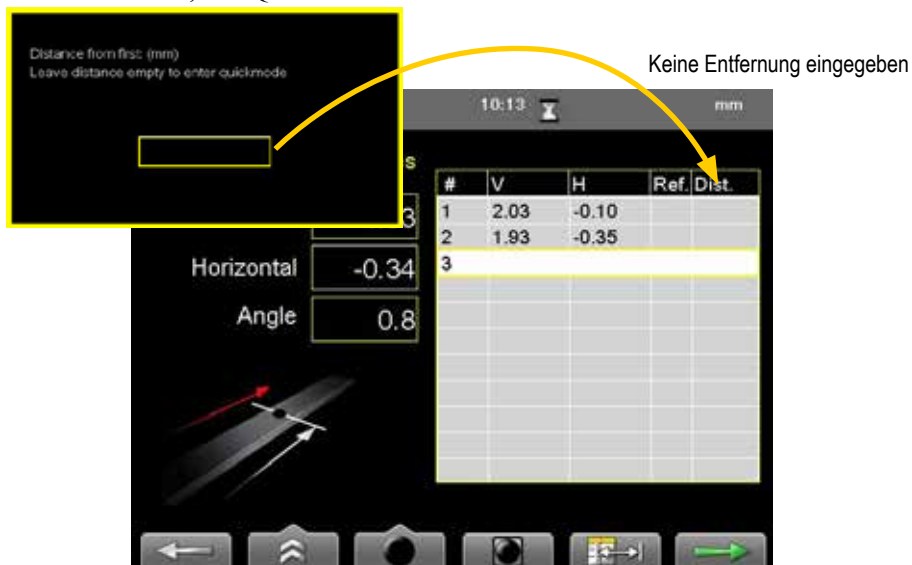 Distance from first: (mm)
Leave distance empty to enter quickmode
Keine Entfernung eingegeben
10:13 mm
s
# V H Ref. Dist.
3
1 2.03 -0.10
2 1.93 -0.35
3
Horizontal -0.34
Angle 0.8